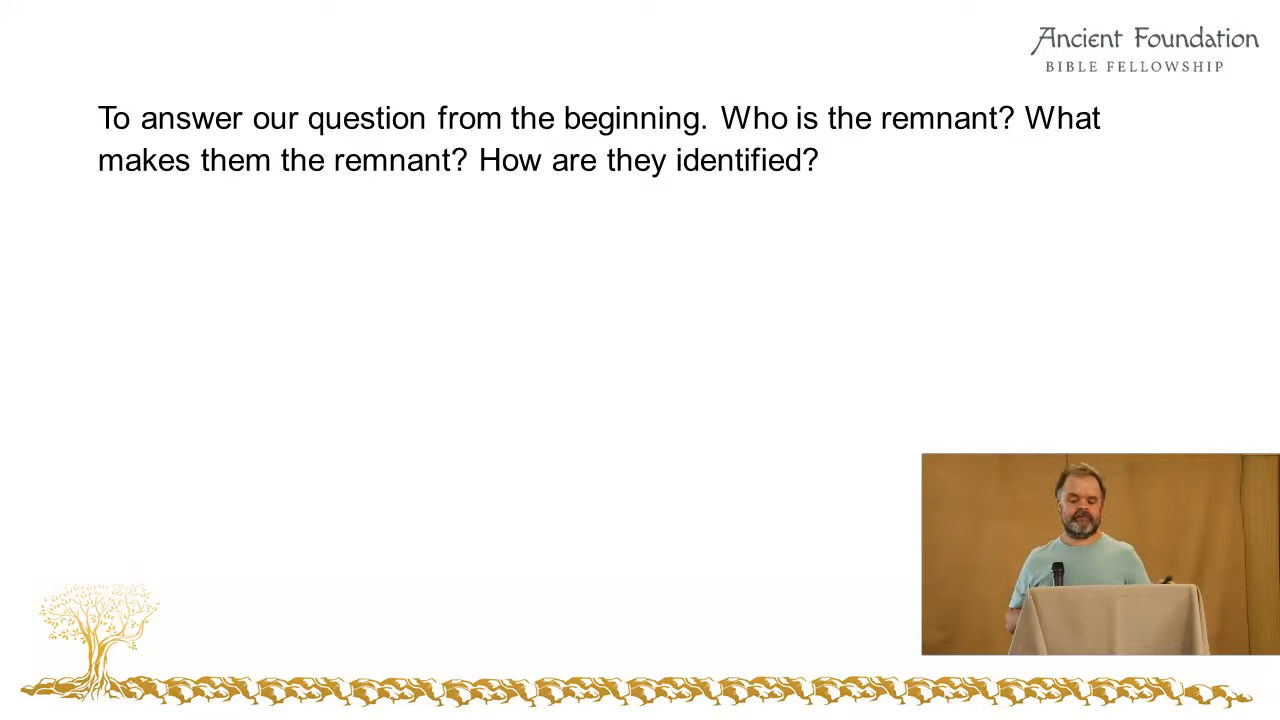 Ancient Foundation
BIBLE FELLOWSHIP
To answer our question from the beginning. Who is the remnant? What
makes them the remnant? How are they identified?